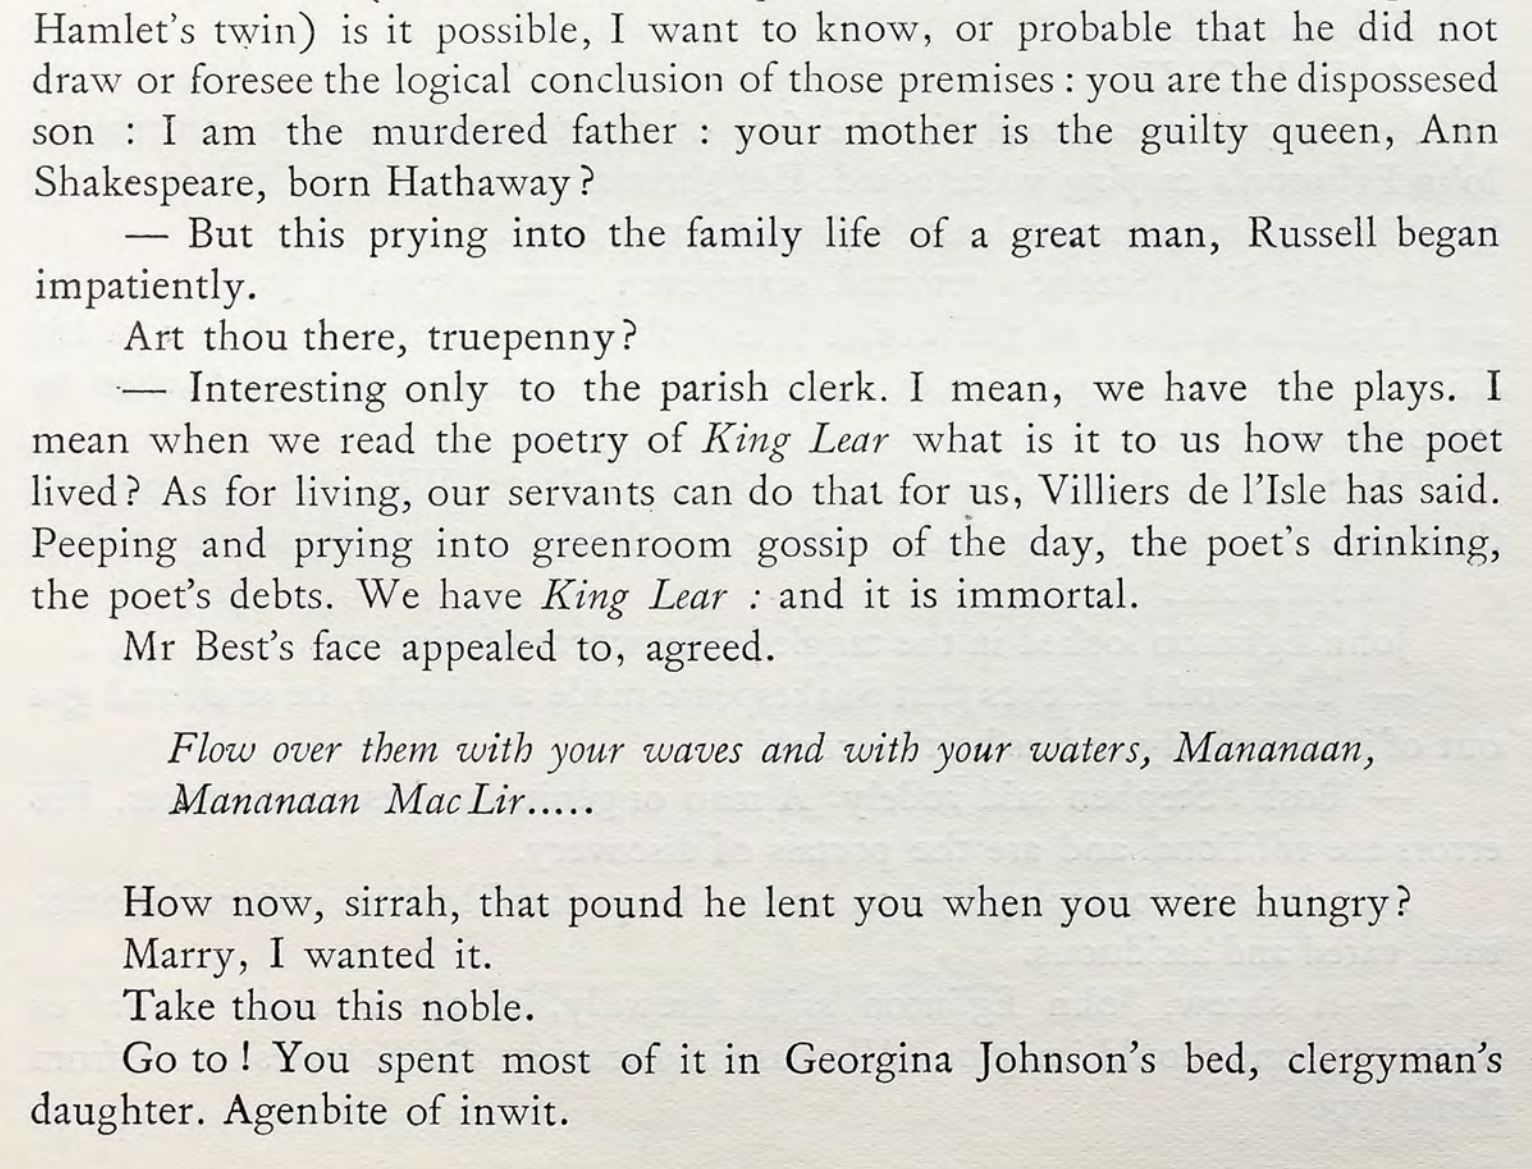 Hamlet's twin) is it possible, I want to know, or probable that he did not
draw or foresee the logical conclusion of those premises : you are the dispossesed
son : I am the murdered father : your mother is the guilty queen, Ann
Shakespeare, born Hathaway?
— But this prying into the family life of a great man, Russell began
impatiently.
Art thou there, truepenny?
— Interesting only to the parish clerk. I mean, we have the plays. I
mean when we read the poetry of King Lear what is it to us how the poet
lived? As for living, our servants can do that for us, Villiers de l'Isle has said.
Peeping and prying into greenroom gossip of the day, the poet's drinking,
the poet's debts. We have King Lear : and it is immortal.
Mr Best's face appealed to, agreed.
Flow over them with your waves and with your waters, Mananaan,
Mananaan Mac Lir.....
How now, sirrah, that pound he lent you when you were hungry?
Marry, I wanted it.
Take thou this noble.
Go to ! You spent most of it in Georgina Johnson's bed, clergyman's
daughter. Agenbite of inwit.